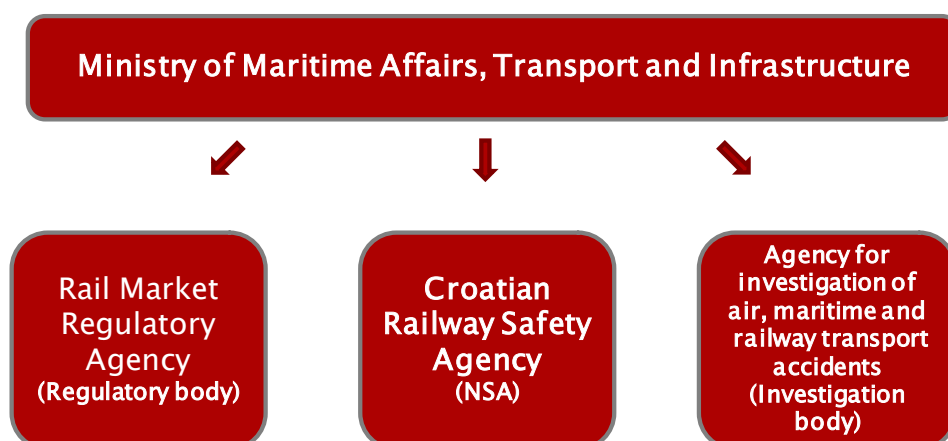 Ministry of Maritime Affairs, Transport and Infrastructure
Rail Market
Regulatory
Agency
(Regulatory body)
Croatian
Railway Safety
Agency
(NSA)
Agency for
investigation of
air, maritime and
railway transport
accidents
(Investigation
body)